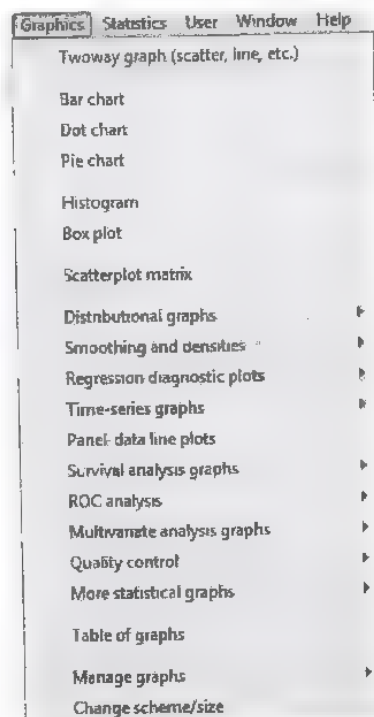 Graphics Statistics User Window Help
Twoway graph (scatter, line, etc.)
Bar chart
Dot chart
Pie chart
Histogram
Box plot
Scatterplot matrix
Distributional graphs
Smoothing and densities
Regression diagnostic plots
Time-series graphs
Panel-data line plots
Survival analysis graphs
ROC analysis
Multivariate analysis graphs
Quality control
More statistical graphs
Table of graphs
Manage graphs
Change scheme/size